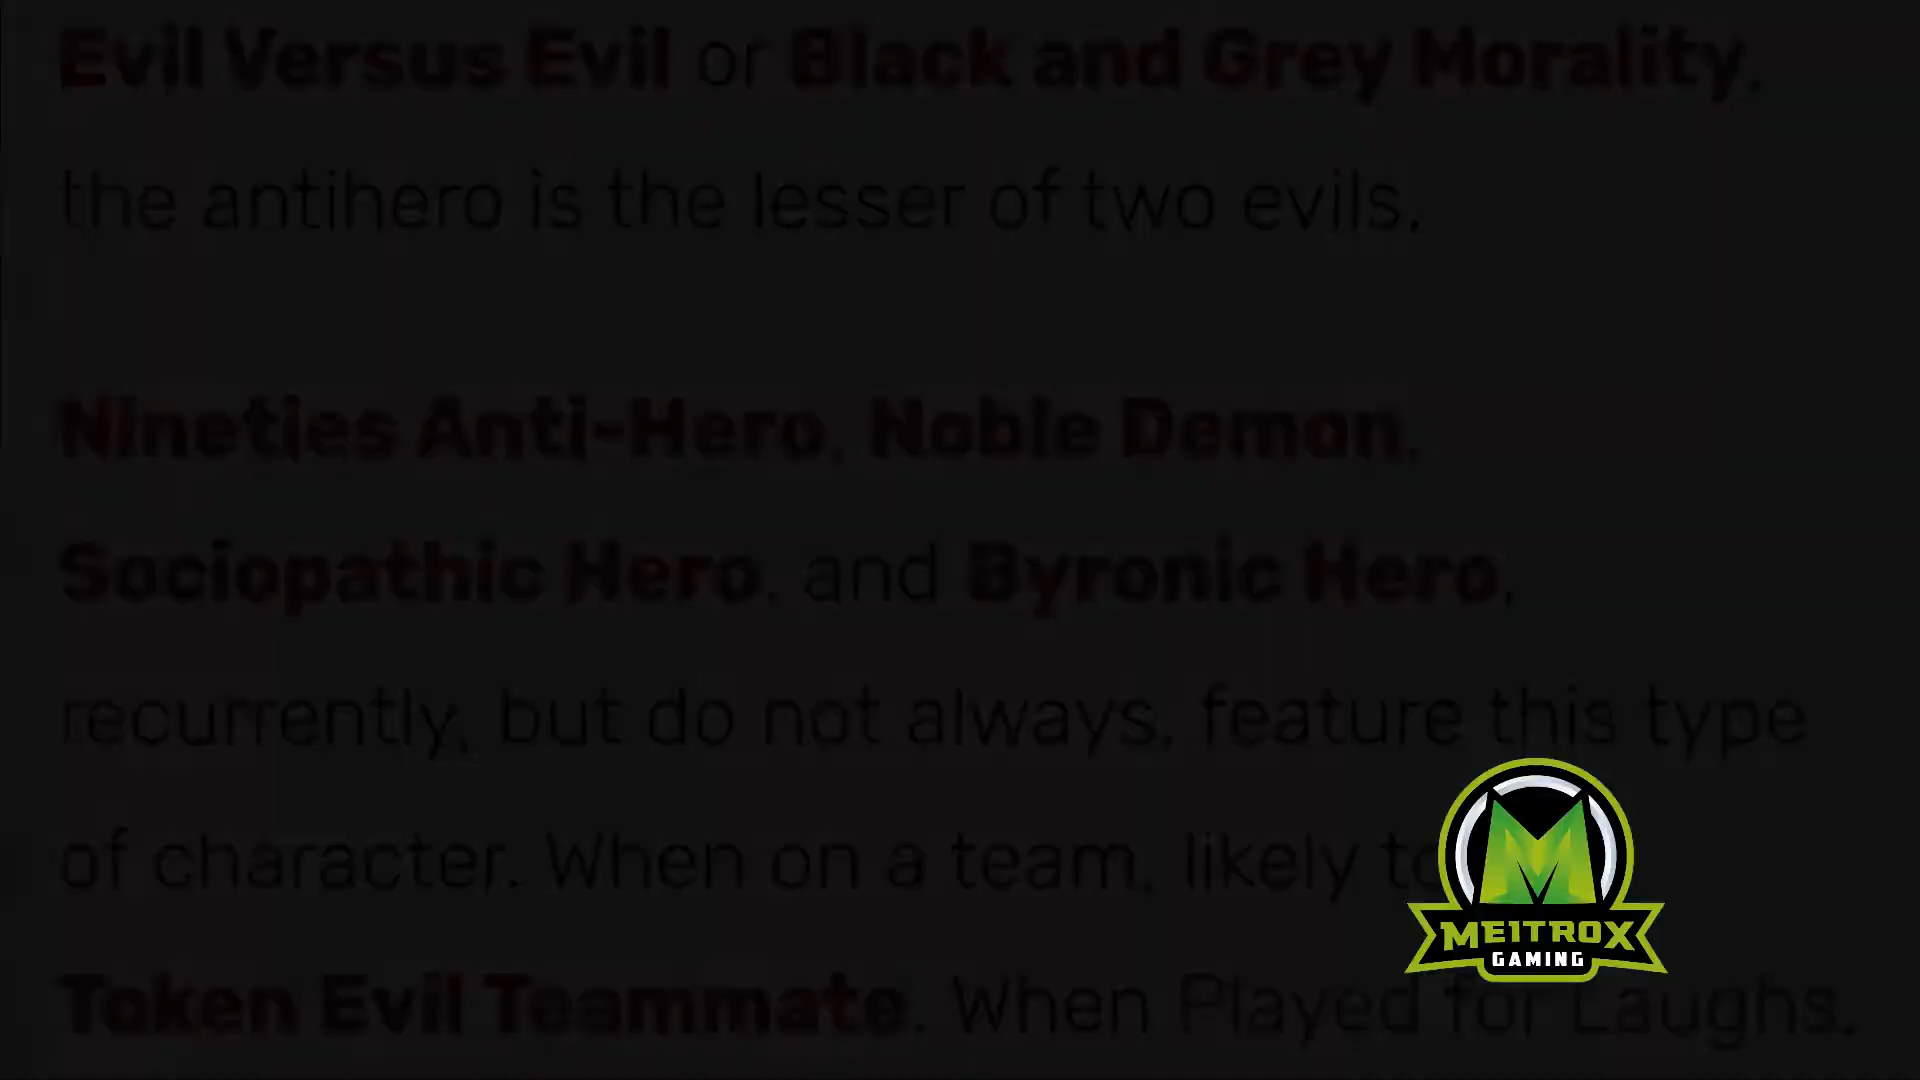 Evil Versus Evil or Black and Grey Morality,
the antihero is the lesser of two evils.
Nineties Anti-Hero, Noble Demon,
Sociopathic Hero, and Byronic Hero,
recurrently, but do not always, feature this type
of character. When on a team, likely to
Token Evil Teammate. When Played for Laughs,
M
MEITROX
GAMING